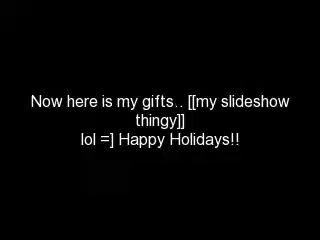 Now here is my gifts.. [[my slideshow
thingy]]
lol =] Happy Holidays!!